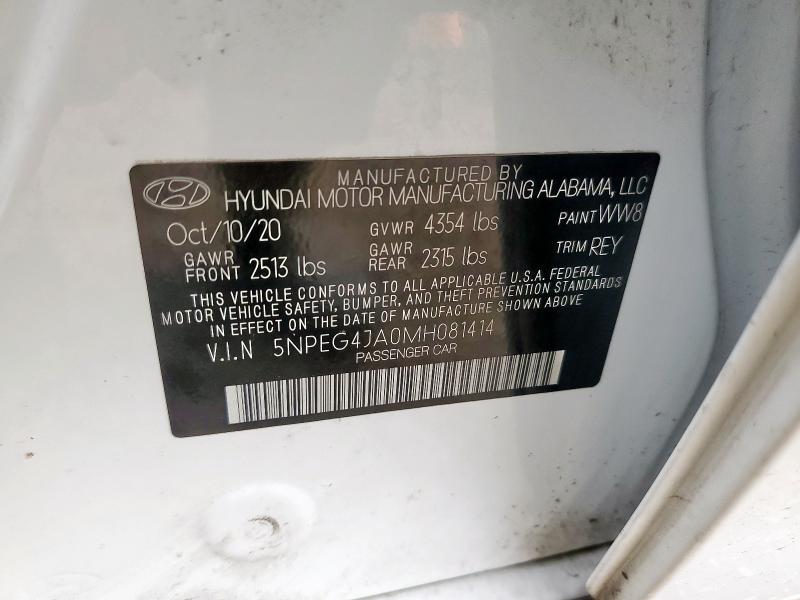 MANUFACTURED BY
HYUNDAI MOTOR MANUFACTURING ALABAMA, LLC
Oct/10/20 GVWR 4354 lbs PAINT WW8
GAWR FRONT 2513 lbs GAWR REAR 2315 lbs TRIM REY
THIS VEHICLE CONFORMS TO ALL APPLICABLE U.S.A. FEDERAL
MOTOR VEHICLE SAFETY, BUMPER, AND THEFT PREVENTION STANDARDS
IN EFFECT ON THE DATE OF MANUFACTURE SHOWN ABOVE
V.I.N 5NPEG4JA0MH081414
PASSENGER CAR